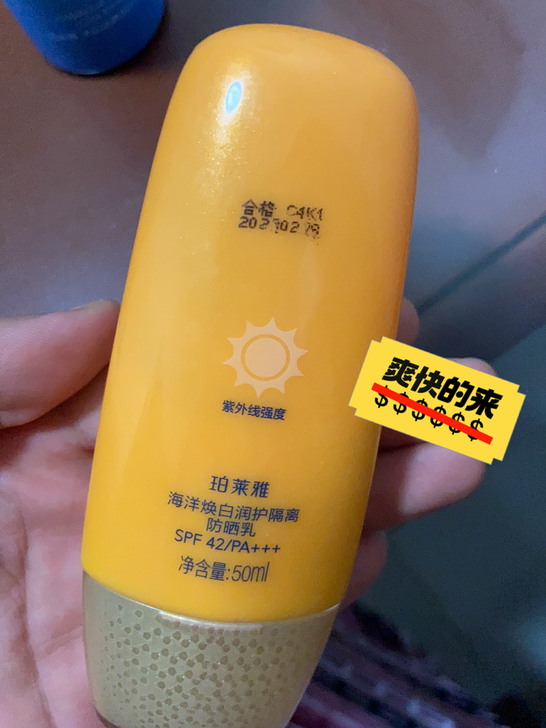 合格 C4K1
紫外线强度
爽快的来
$$$$$$
珀莱雅
海洋焕白润护隔离
防晒乳
SPF 42/PA+++
净含量:50ml